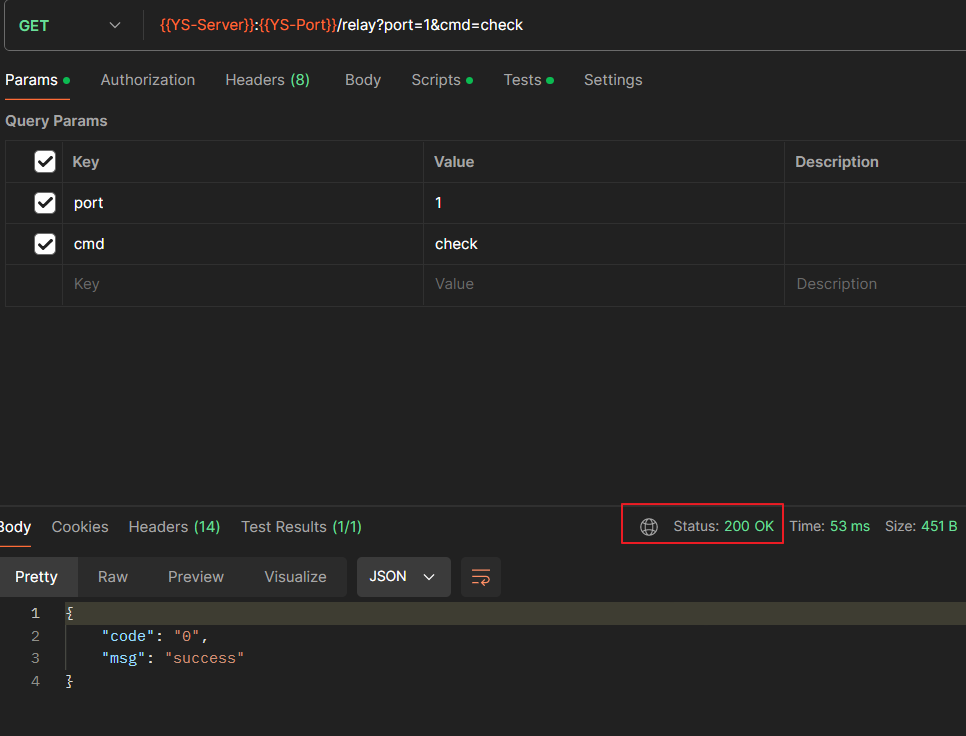 GET {{YS-Server}}:{{YS-Port}}/relay?port=1&cmd=check
Params Authorization Headers (8) Body Scripts Tests Settings
Query Params
Key Value Description
port 1
cmd check
Key Value Description
Body Cookies Headers (14) Test Results (1/1) Status: 200 OK Time: 53 ms Size: 451 B
Pretty Raw Preview Visualize JSON
1 {
2 "code": "0",
3 "msg": "success"
4 }